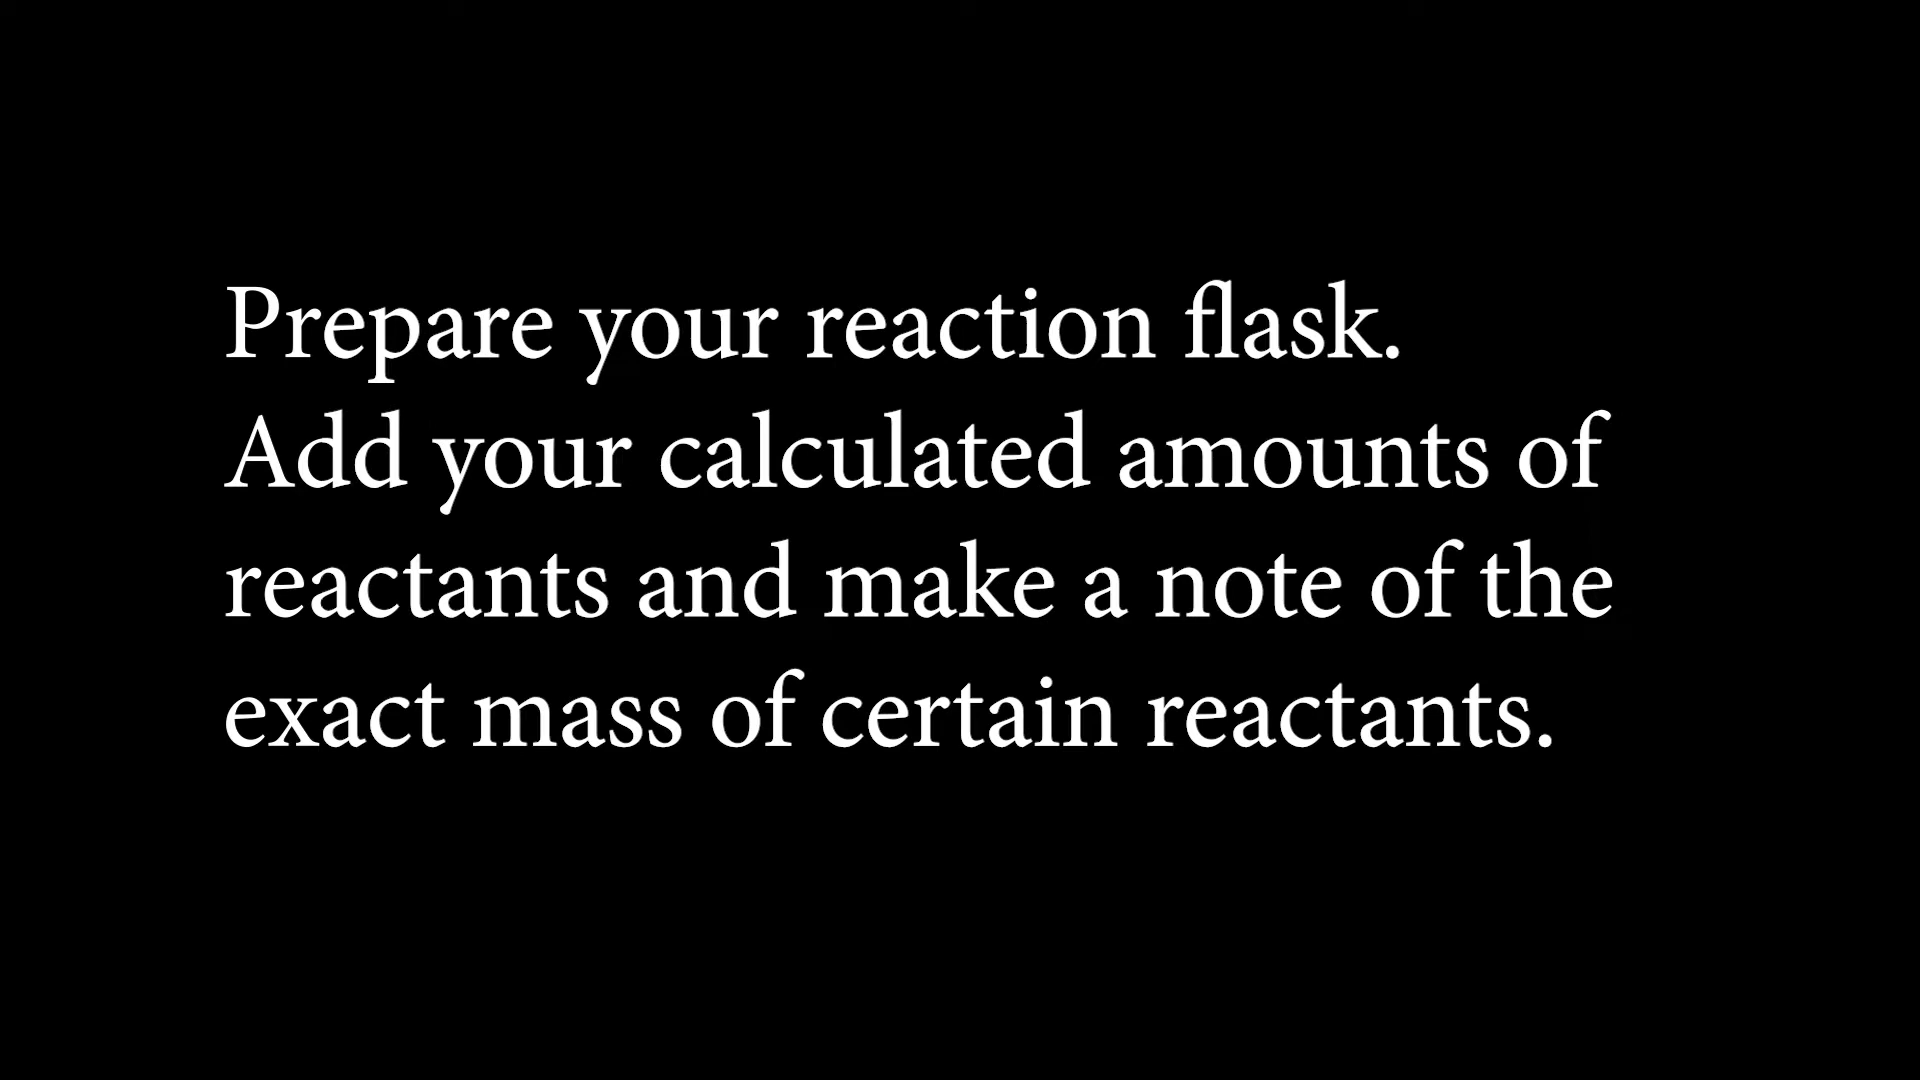 Prepare your reaction flask.
Add your calculated amounts of
reactants and make a note of the
exact mass of certain reactants.